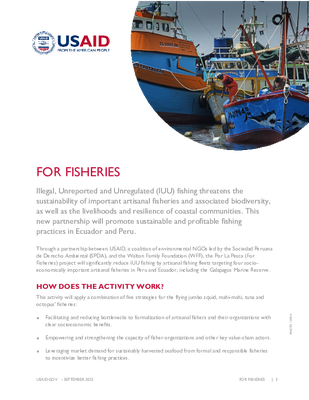 USAID
FROM THE AMERICAN PEOPLE
FOR FISHERIES
Illegal, Unreported and Unregulated (IUU) fishing threatens the
sustainability of important artisanal fisheries and associated biodiversity,
as well as the livelihoods and resilience of coastal communities. This
new partnership will promote sustainable and profitable fishing
practices in Ecuador and Peru.
Through a partnership between USAID, a coalition of environmental NGOs led by the Sociedad Peruana
de Derecho Ambiental (SPDA), and the Walton Family Foundation (WFF), the Por La Pesca (For
Fisheries) project will significantly reduce IUU fishing by artisanal fishing fleets targeting four socio-
economically important artisanal fisheries in Peru and Ecuador, including the Galapagos Marine Reserve.
HOW DOES THE ACTIVITY WORK?
This activity will apply a combination of five strategies for the flying jumbo squid, mahi-mahi, tuna and
octopus' fisheries:
• Facilitating and reducing bottlenecks to formalization of artisanal fishers and their organizations with
clear socioeconomic benefits.
• Empowering and strengthening the capacity of fisher organizations and other key value-chain actors.
• Leveraging market demand for sustainably-harvested seafood from formal and responsible fisheries
to incentivize better fishing practices.
USAID.GOV - SEPTEMBER 2022
FOR FISHERIES | 1